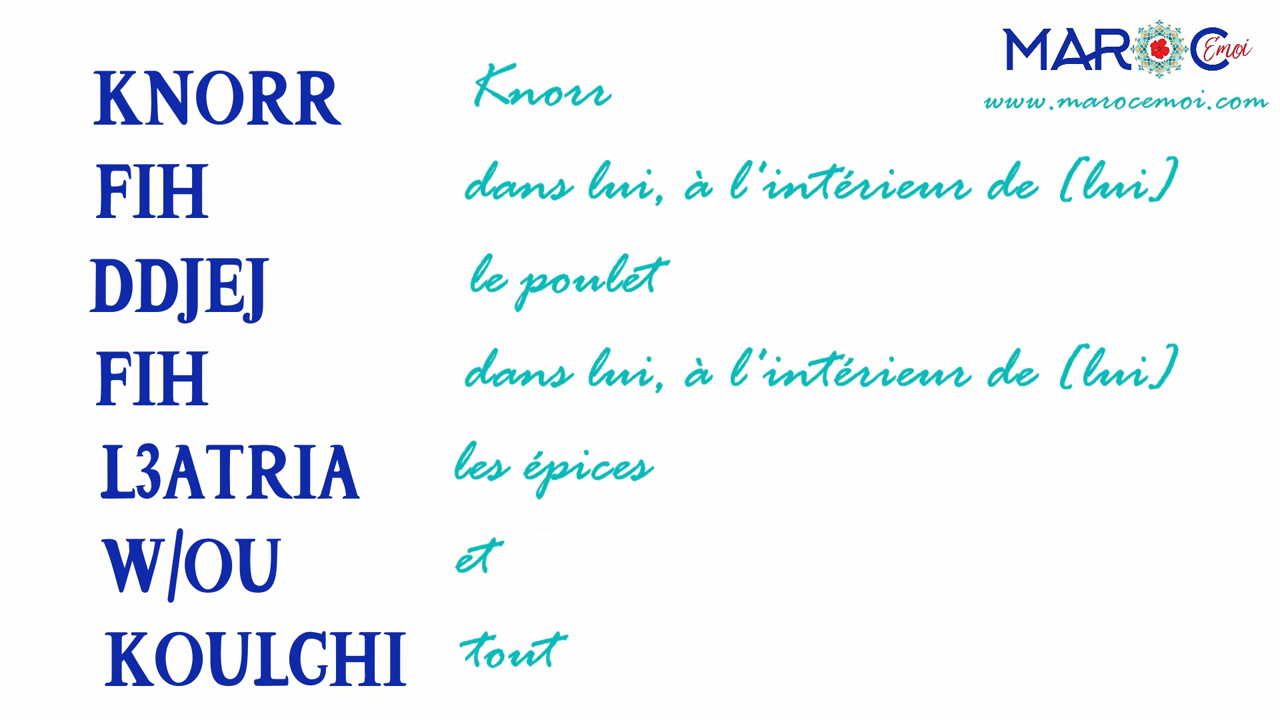 MAROC Émoi
www.marocemoi.com
KNORR Knorr
FIH dans lui, à l'intérieur de [lui]
DDJEJ le poulet
FIH dans lui, à l'intérieur de [lui]
L3ATRIA les épices
W/OU et
KOULCHI tout